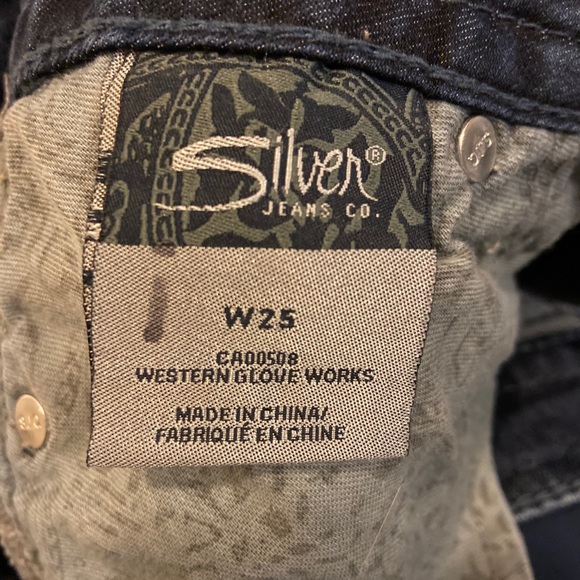 Silver®
JEANS CO.
W25
CA00508
WESTERN GLOVE WORKS
MADE IN CHINA/
FABRIQUÉ EN CHINE